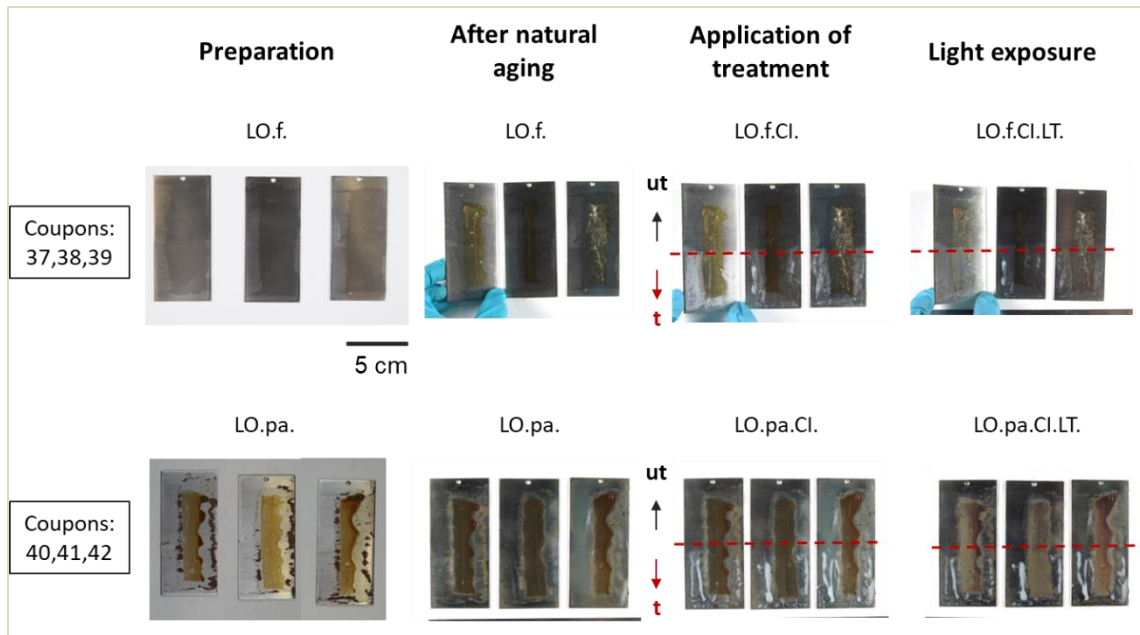 Preparation
After natural
aging
Application of
treatment
Light exposure
LO.f.
LO.f.
LO.f.CI.
LO.f.CI.LT.
Coupons:
37,38,39
ut
t
5 cm
LO.pa.
LO.pa.
LO.pa.CI.
LO.pa.CI.LT.
Coupons:
40,41,42
ut
t